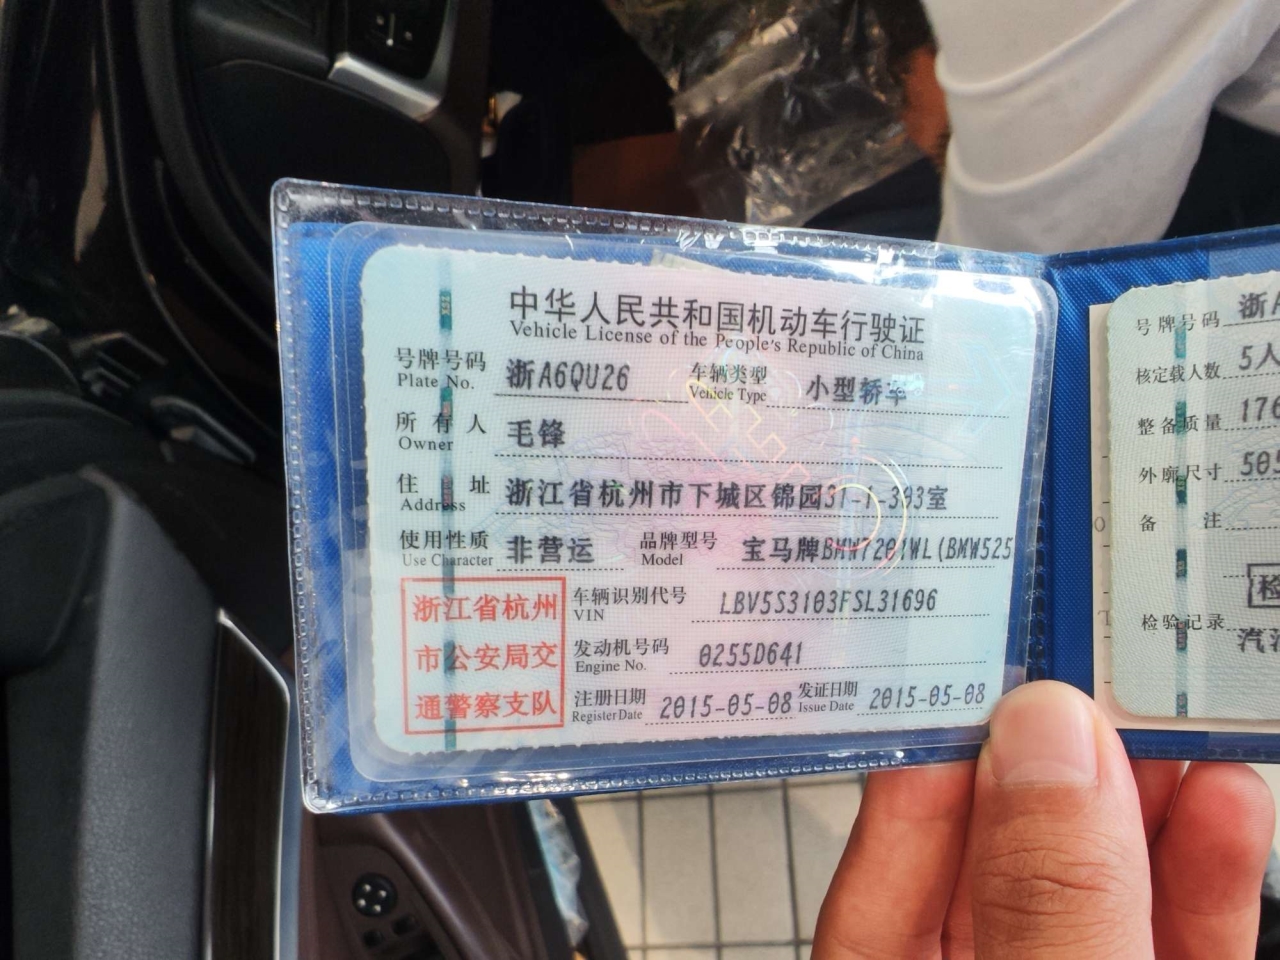 中华人民共和国机动车行驶证
Vehicle License of the People's Republic of China
号牌号码 浙A6QU26 车辆类型 小型轿车
Plate No. Vehicle Type
所有人 毛锋
Owner
住址 浙江省杭州市下城区锦园31-1-303室
Address
使用性质 非营运 品牌型号 宝马牌BMW7201WL(BMW525
Use Character Model
浙江省杭州
市公安局交
通警察支队
车辆识别代号 LBV5S3103FSL31696
VIN
发动机号码 0255D641
Engine No.
注册日期 2015-05-08 发证日期 2015-05-08
Register Date Issue Date
号牌号码 浙A
核定载人数 5人
整备质量 176
外廓尺寸 505
备注
检验记录
检
汽油